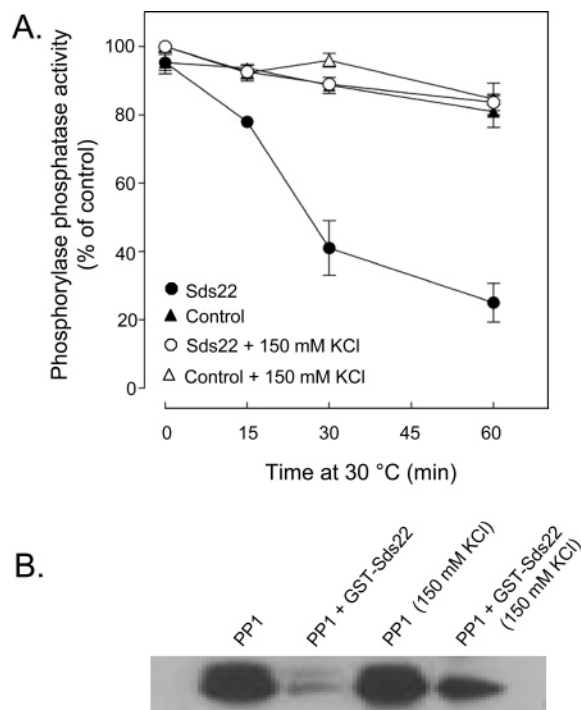 A.
Phosphorylase phosphatase activity
(% of control)
100
80
60
40
20
0
Sds22
Control
Sds22 + 150 mM KCl
Control + 150 mM KCl
0 15 30 45 60
Time at 30 °C (min)
B.
PP1
PP1 + GST-Sds22
PP1 (150 mM KCl)
PP1 + GST-Sds22
(150 mM KCl)